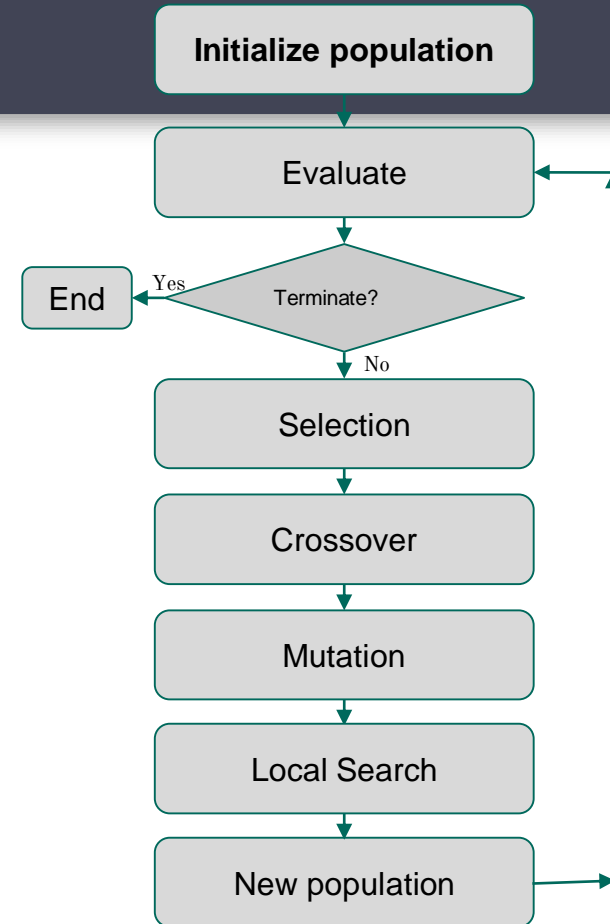 Initialize population
Evaluate
Terminate?
Yes
End
No
Selection
Crossover
Mutation
Local Search
New population